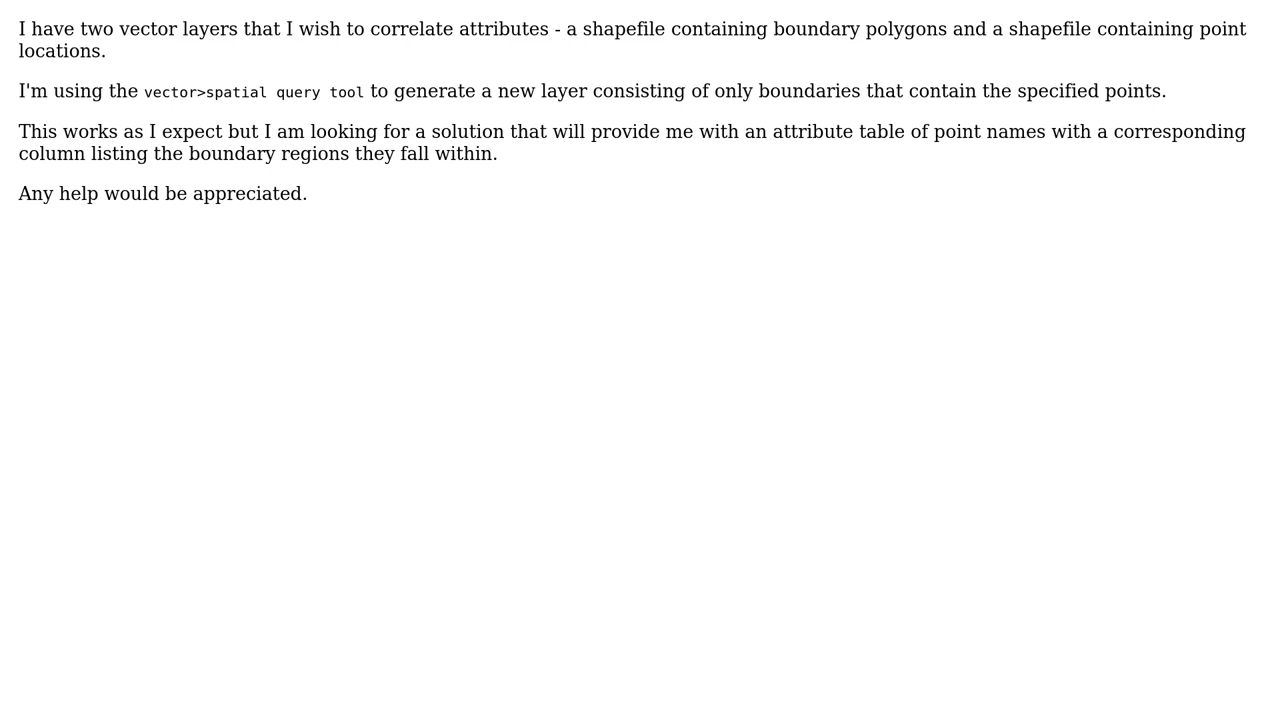 I have two vector layers that I wish to correlate attributes - a shapefile containing boundary polygons and a shapefile containing point
locations.
I'm using the vector>spatial query tool to generate a new layer consisting of only boundaries that contain the specified points.
This works as I expect but I am looking for a solution that will provide me with an attribute table of point names with a corresponding
column listing the boundary regions they fall within.
Any help would be appreciated.